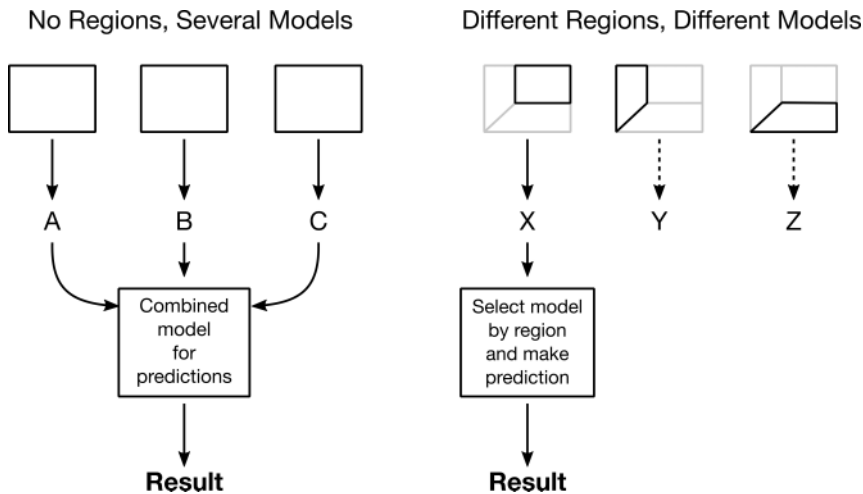 No Regions, Several Models
A
B
C
Combined
model
for
predictions
Result
Different Regions, Different Models
X
Y
Z
Select model
by region
and make
prediction
Result